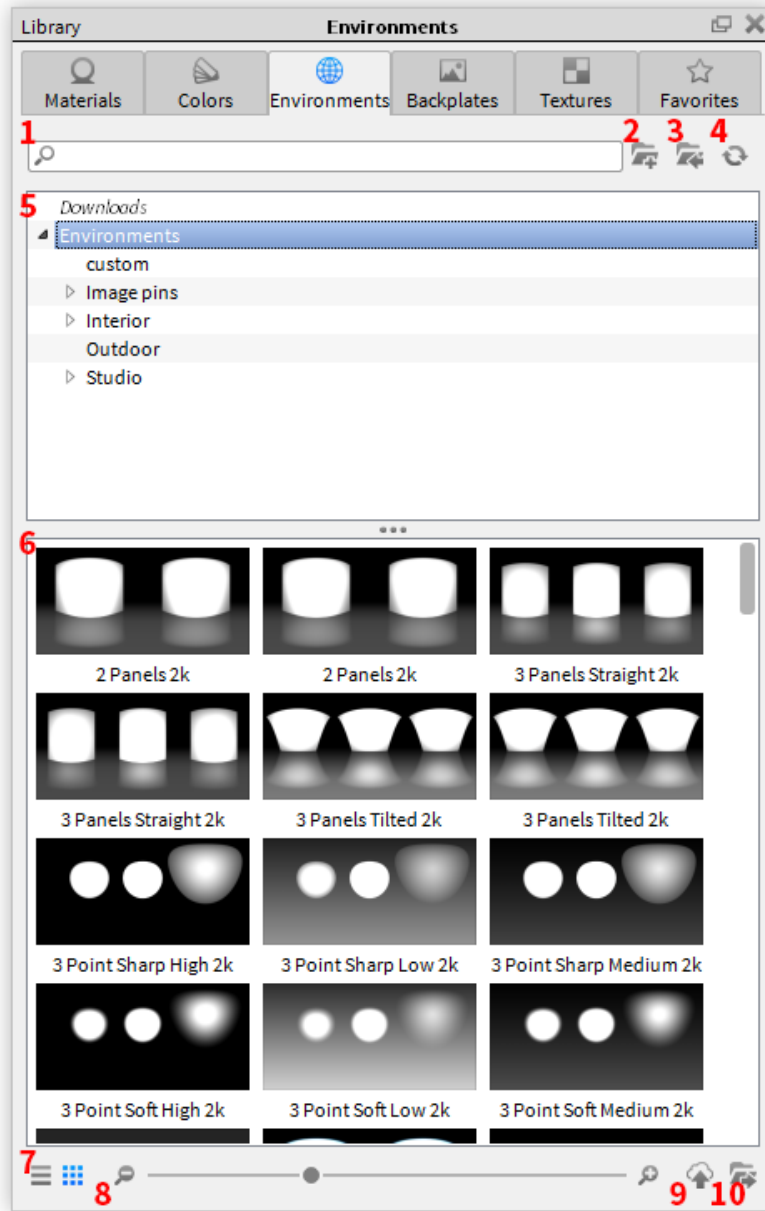 Library Environments
Materials Colors Environments Backplates Textures Favorites
1 2 3 4
5 Downloads
Environments
custom
Image pins
Interior
Outdoor
Studio
6
2 Panels 2k 2 Panels 2k 3 Panels Straight 2k
3 Panels Straight 2k 3 Panels Tilted 2k 3 Panels Tilted 2k
3 Point Sharp High 2k 3 Point Sharp Low 2k 3 Point Sharp Medium 2k
3 Point Soft High 2k 3 Point Soft Low 2k 3 Point Soft Medium 2k
7 8 9 10